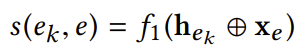 s(e_k, e) = f_1(h_{e_k} ⊕ x_e)